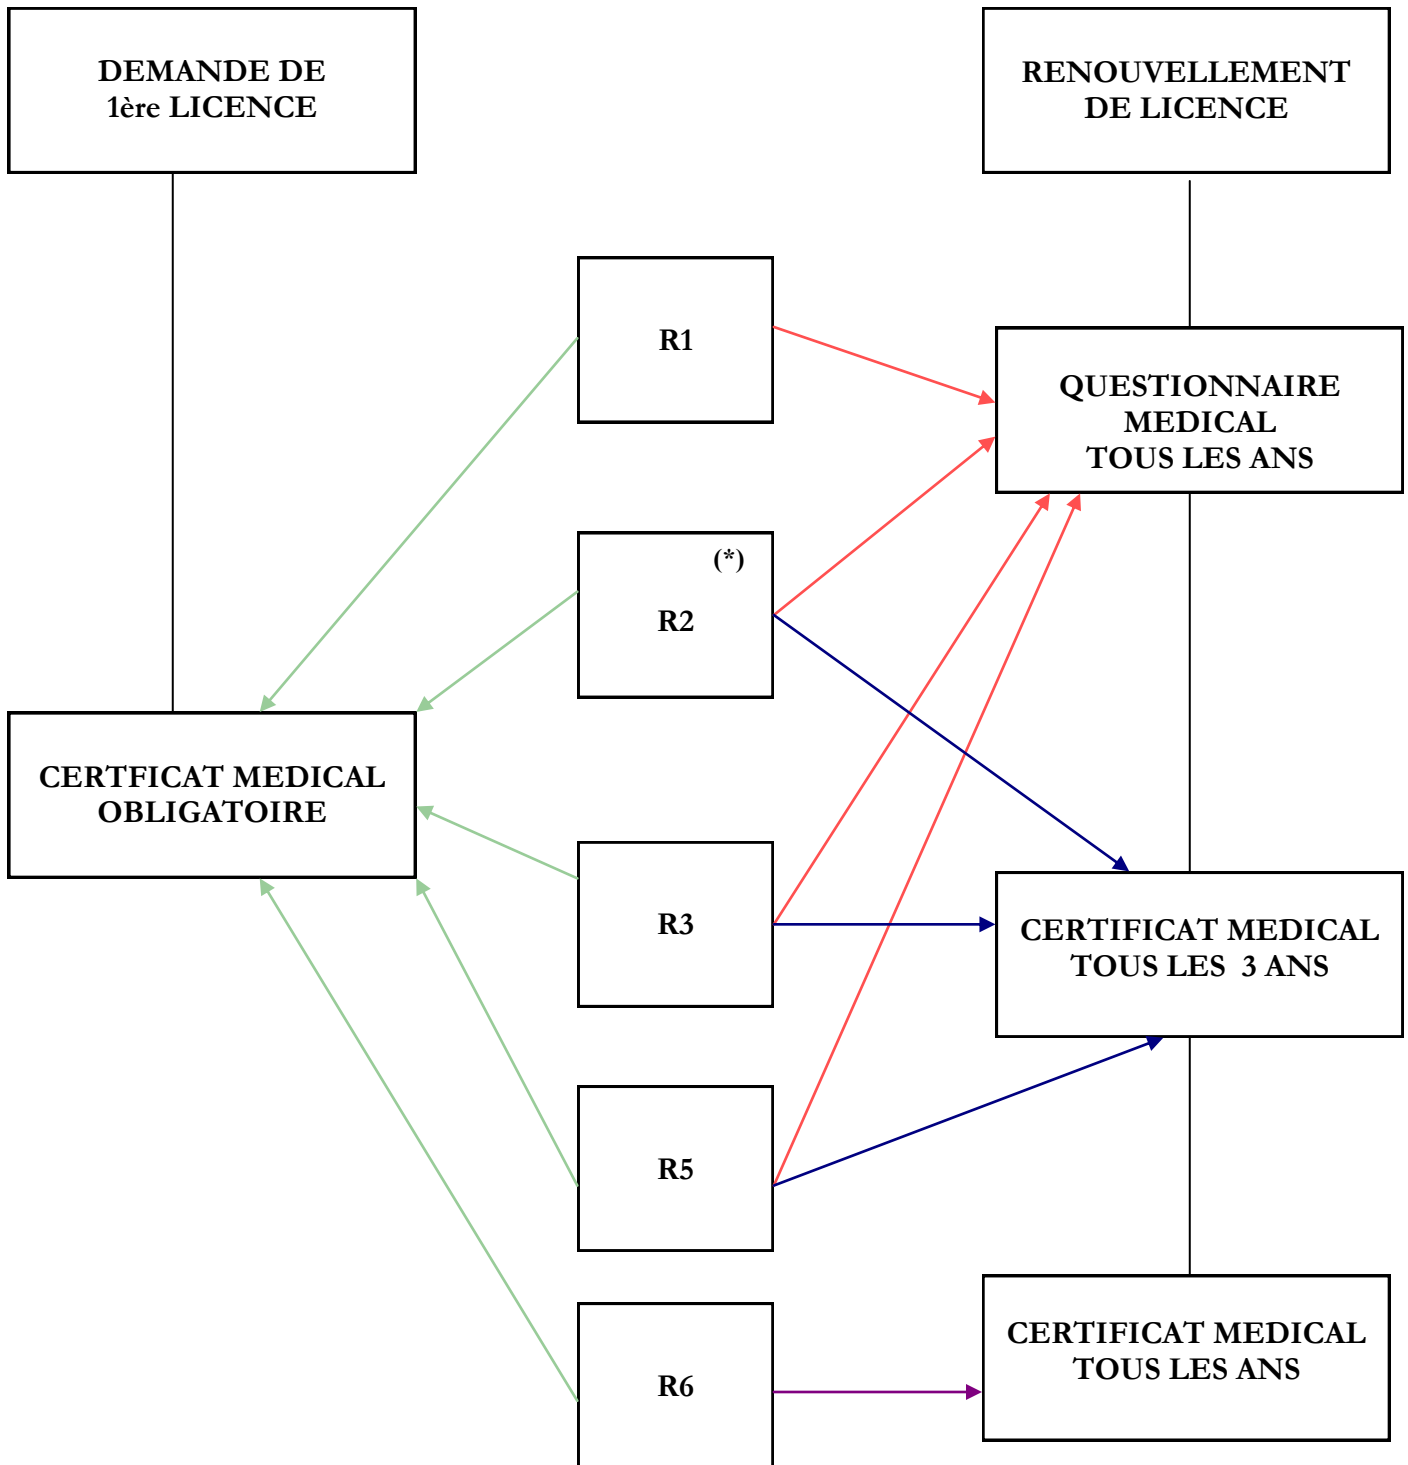 DEMANDE DE
1ère LICENCE
RENOUVELLEMENT
DE LICENCE
R1
QUESTIONNAIRE
MEDICAL
TOUS LES ANS
(*)
R2
CERTFICAT MEDICAL
OBLIGATOIRE
R3
CERTIFICAT MEDICAL
TOUS LES 3 ANS
R5
CERTIFICAT MEDICAL
TOUS LES ANS
R6